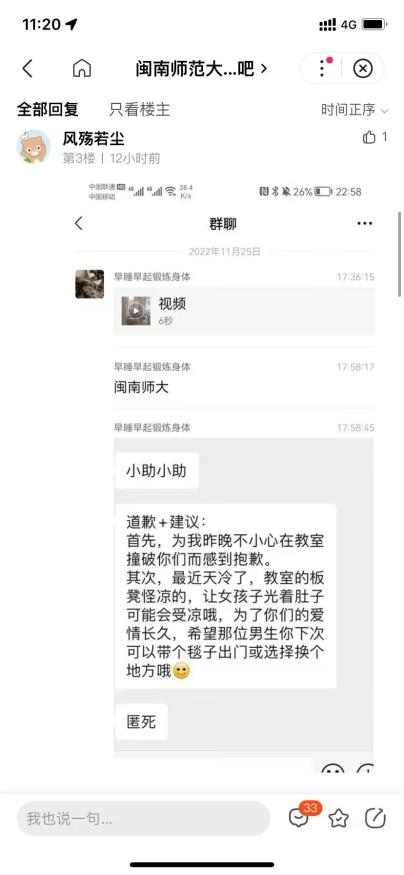 11:20
4G
闽南师范大...吧
全部回复
只看楼主
时间正序
风殇若尘
1
第3楼 | 12小时前
中国联通 HD 4G 4G 38.4 K/s
中国移动
26% 22:58
群聊
2022年11月25日
早睡早起锻炼身体 17:36:15
视频
6秒
早睡早起锻炼身体 17:58:17
闽南师大
早睡早起锻炼身体 17:58:45
小助小助
道歉+建议：
首先，为我昨晚不小心在教室
撞破你们而感到抱歉。
其次，最近天冷了，教室的板
凳怪凉的，让女孩子光着肚子
可能会受凉哦，为了你们的爱
情长久，希望那位男生你下次
可以带个毯子出门或选择换个
地方哦
匿死
我也说一句...
33